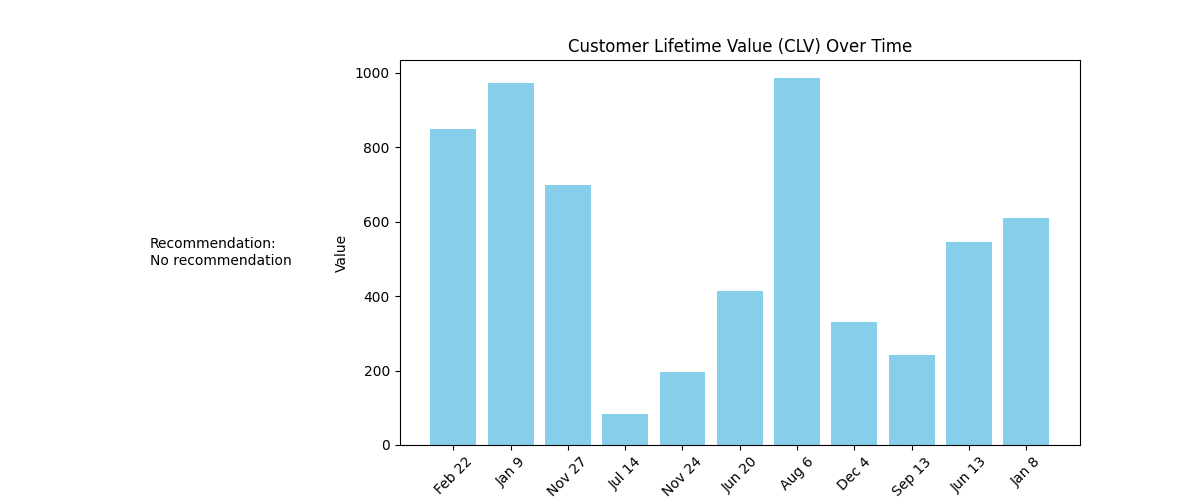 Customer Lifetime Value (CLV) Over Time
1000
800
600
400
200
0
Value
Recommendation:
No recommendation
Feb 22
Jan 9
Nov 27
Jul 14
Nov 24
Jun 20
Aug 6
Dec 4
Sep 13
Jun 13
Jan 8